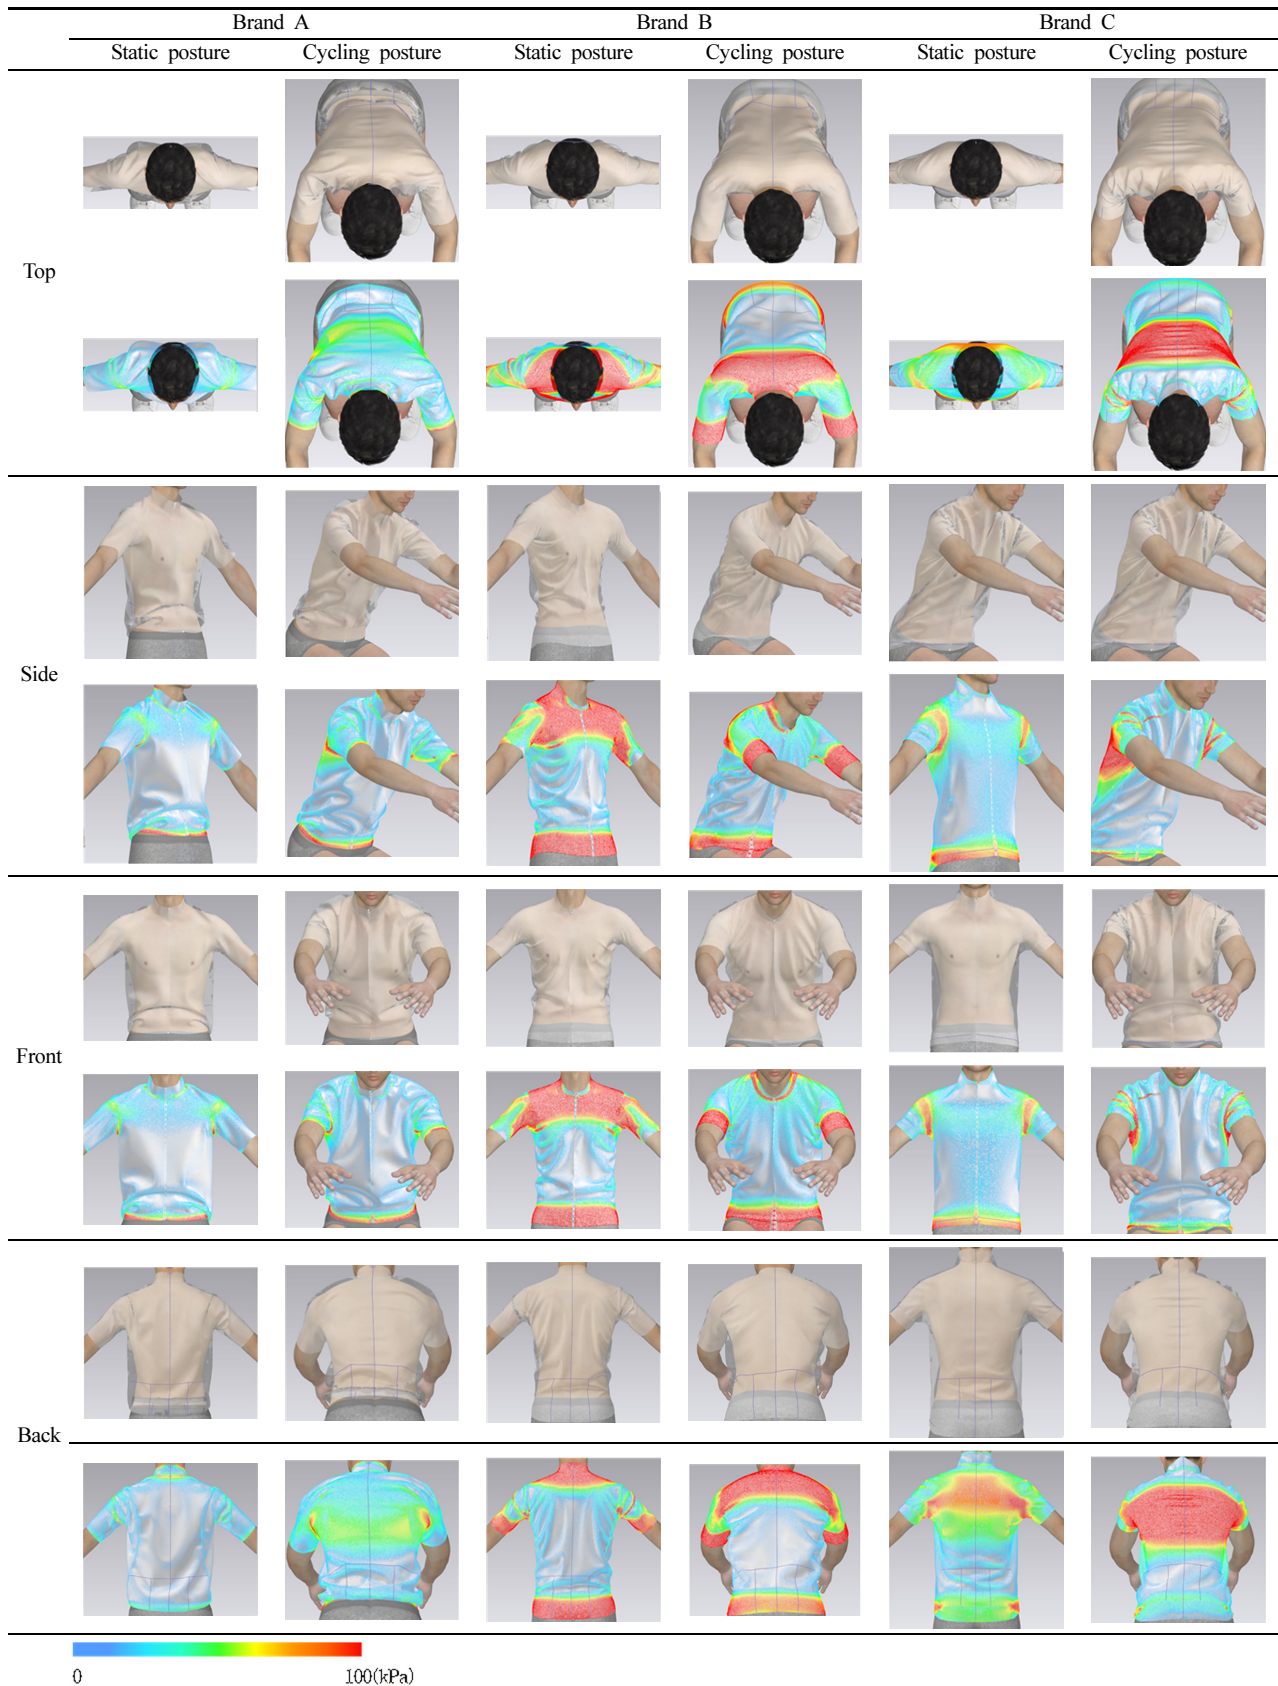 Brand A Brand B Brand C
Static posture Cycling posture Static posture Cycling posture Static posture Cycling posture
Top
Side
Front
Back
0 100(kPa)